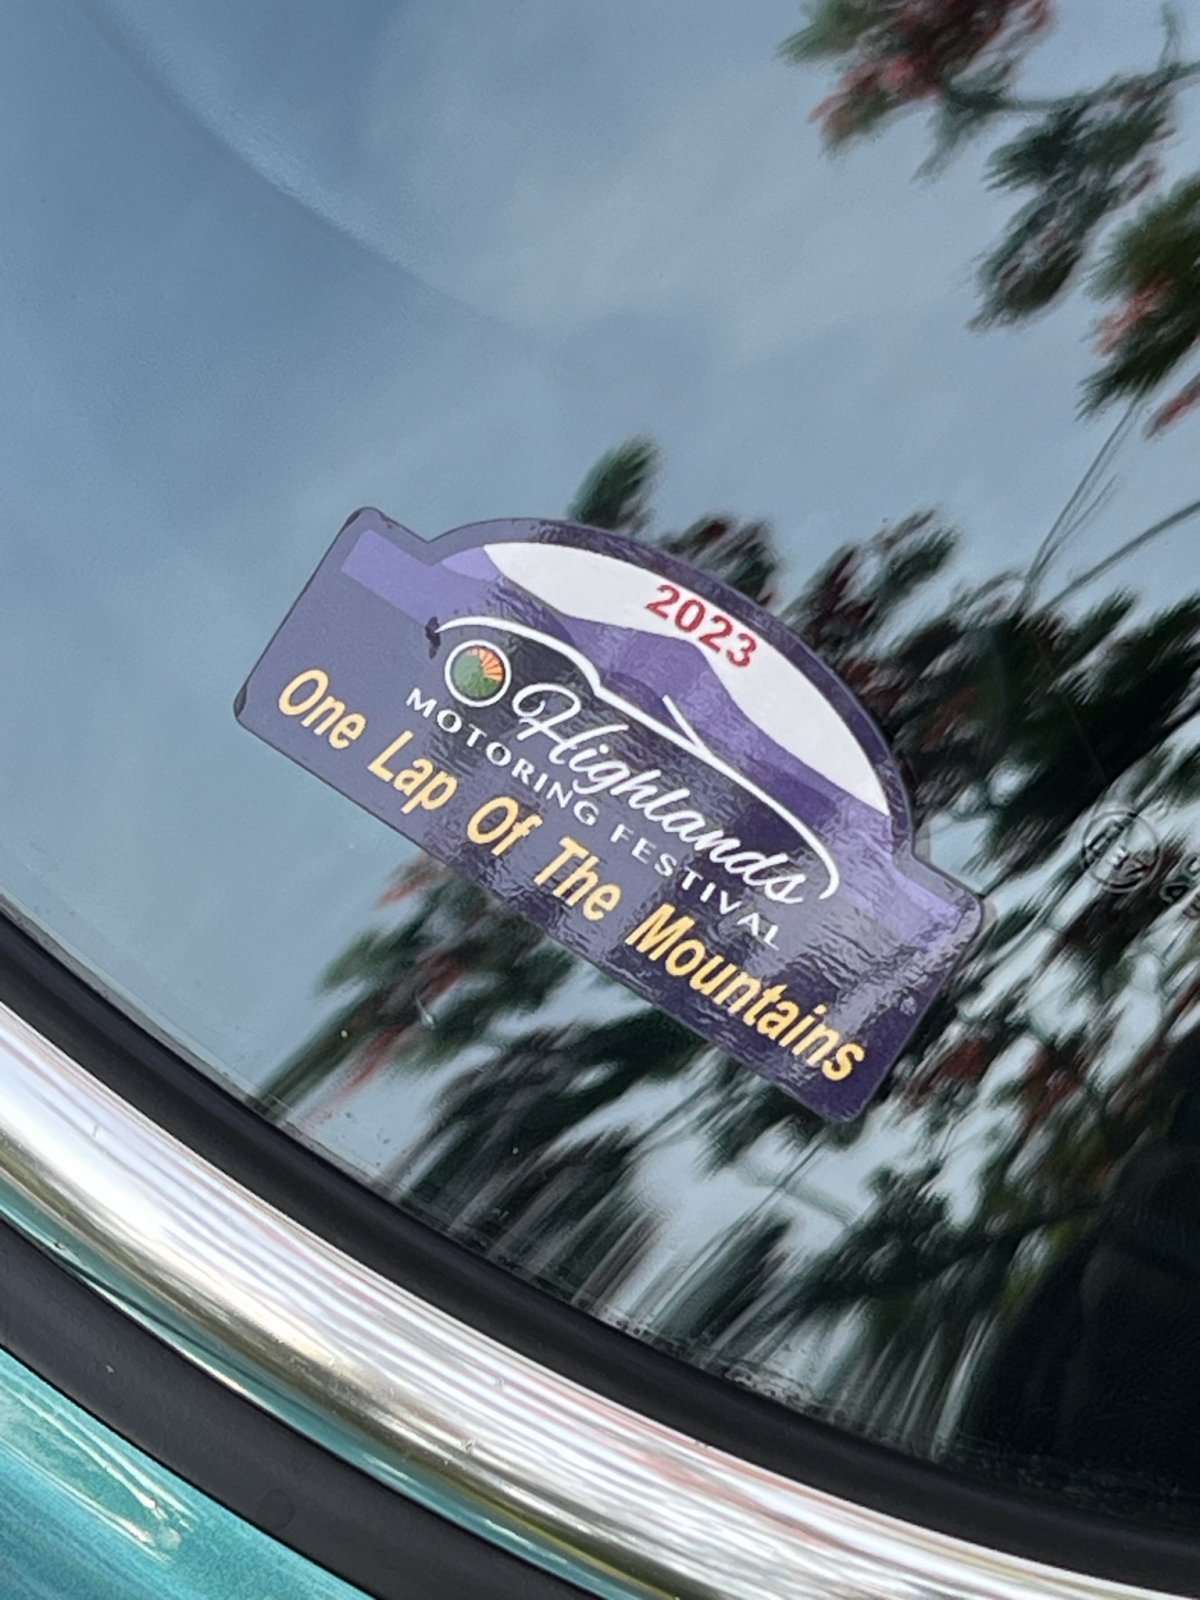 2023
Highlands
MOTORING FESTIVAL
One Lap Of The Mountains